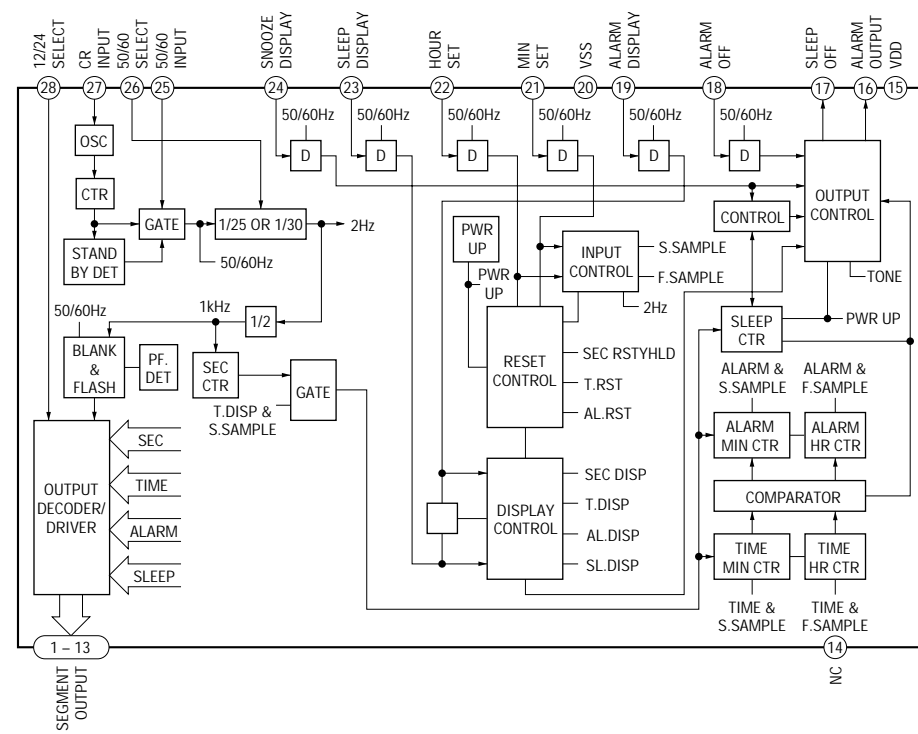 12/24 SELECT
CR INPUT
50/60 SELECT
50/60 INPUT
SNOOZE DISPLAY
SLEEP DISPLAY
HOUR SET
MIN SET
VSS
ALARM DISPLAY
ALARM OFF
SLEEP OFF
ALARM OUTPUT
VDD
28
27
26
25
24
23
22
21
20
19
18
17
16
15
50/60Hz
50/60Hz
50/60Hz
50/60Hz
50/60Hz
50/60Hz
OSC
D
D
D
D
D
D
CTR
GATE
1/25 OR 1/30
2Hz
OUTPUT CONTROL
CONTROL
STAND BY DET
50/60Hz
PWR UP
PWR UP
INPUT CONTROL
S.SAMPLE
F.SAMPLE
2Hz
TONE
50/60Hz
1kHz
1/2
SLEEP CTR
PWR UP
BLANK & FLASH
PF. DET
SEC CTR
GATE
T.DISP & S.SAMPLE
RESET CONTROL
SEC RSTYHLD
T.RST
AL.RST
ALARM & S.SAMPLE
ALARM & F.SAMPLE
ALARM MIN CTR
ALARM HR CTR
OUTPUT DECODER/ DRIVER
SEC
TIME
ALARM
SLEEP
DISPLAY CONTROL
SEC DISP
T.DISP
AL.DISP
SL.DISP
COMPARATOR
TIME MIN CTR
TIME HR CTR
TIME & S.SAMPLE
TIME & F.SAMPLE
1 – 13
14
SEGMENT OUTPUT
NC